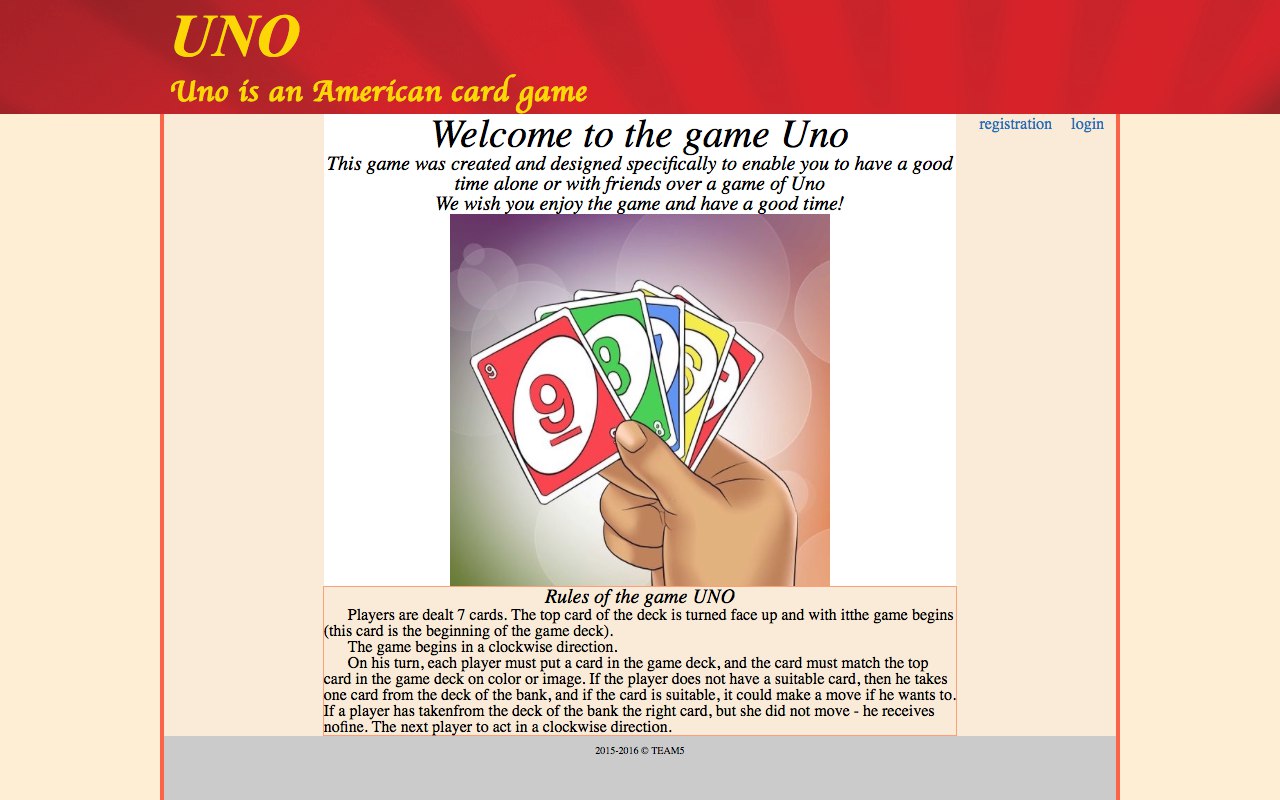 UNO
Uno is an American card game
registration login
Welcome to the game Uno
This game was created and designed specifically to enable you to have a good
time alone or with friends over a game of Uno
We wish you enjoy the game and have a good time!
9
9
8
8
6
Rules of the game UNO
Players are dealt 7 cards. The top card of the deck is turned face up and with itthe game begins
(this card is the beginning of the game deck).
The game begins in a clockwise direction.
On his turn, each player must put a card in the game deck, and the card must match the top
card in the game deck on color or image. If the player does not have a suitable card, then he takes
one card from the deck of the bank, and if the card is suitable, it could make a move if he wants to.
If a player has takenfrom the deck of the bank the right card, but she did not move - he receives
nofine. The next player to act in a clockwise direction.
2015-2016 © TEAM5